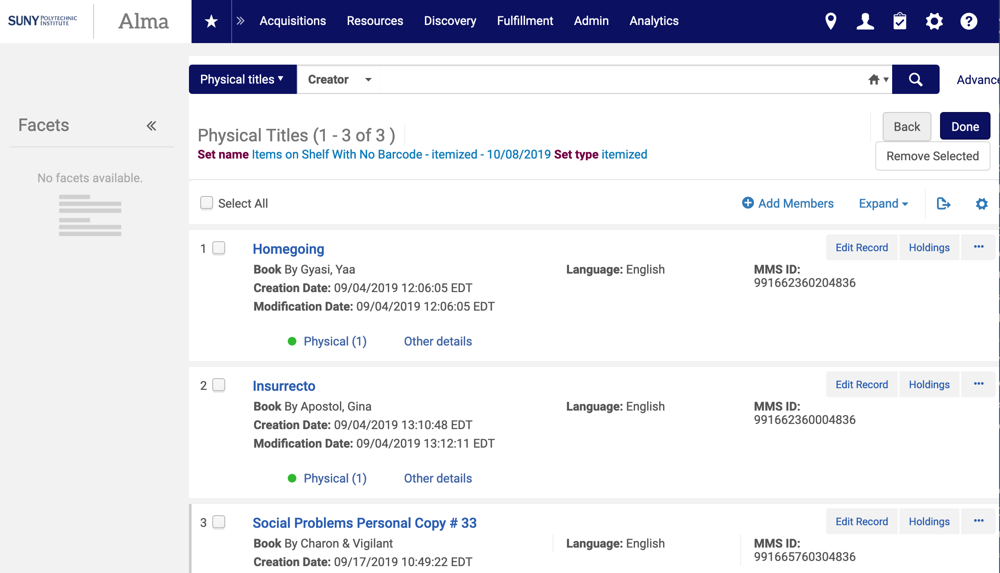 SUNY POLYTECHNIC INSTITUTE
Alma
Acquisitions Resources Discovery Fulfillment Admin Analytics
Physical titles Creator
Facets
Physical Titles (1 - 3 of 3 )
Back Done
Set name Items on Shelf With No Barcode - itemized - 10/08/2019 Set type itemized
Remove Selected
No facets available.
Select All
Add Members Expand
1 Homegoing
Edit Record Holdings ...
Book By Gyasi, Yaa Language: English MMS ID:
991662360204836
Creation Date: 09/04/2019 12:06:05 EDT
Modification Date: 09/04/2019 12:06:05 EDT
Physical (1) Other details
2 Insurrecto
Edit Record Holdings ...
Book By Apostol, Gina Language: English MMS ID:
991662360004836
Creation Date: 09/04/2019 13:10:48 EDT
Modification Date: 09/04/2019 13:12:11 EDT
Physical (1) Other details
3 Social Problems Personal Copy # 33
Edit Record Holdings ...
Book By Charon & Vigilant Language: English MMS ID:
991665760304836
Creation Date: 09/17/2019 10:49:22 EDT